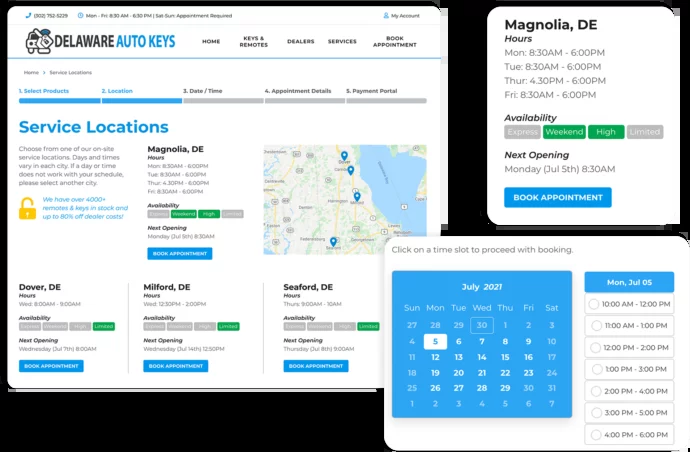 (302) 752-5229 Mon - Fri: 8:30 AM - 6:30 PM | Sat-Sun: Appointment Required My Account
DELAWARE AUTO KEYS
HOME KEYS & REMOTES DEALERS SERVICES BOOK APPOINTMENT
Home > Service Locations
1. Select Products 2. Location 3. Date / Time 4. Appointment Details 5. Payment Portal
Service Locations
Choose from one of our on-site
service locations. Days and times
vary in each city. If a day or time
does not work with your schedule,
please select another city.
We have over 4000+
remotes & keys in stock and
up to 80% off dealer costs!
Magnolia, DE
Hours
Mon: 8:30AM - 6:00PM
Tue: 8:30AM - 6:00PM
Thur: 4:30PM - 6:00PM
Fri: 8:30AM - 6:00PM
Availability
Express Weekend High Limited
Next Opening
Monday (Jul 5th) 8:30AM
BOOK APPOINTMENT
Dover, DE
Hours
Wed: 8:00AM - 9:00AM
Availability
Express Weekend High Limited
Next Opening
Wednesday (Jul 7th) 8:00AM
BOOK APPOINTMENT
Milford, DE
Hours
Wed: 12:50PM - 2:00PM
Availability
Express Weekend High Limited
Next Opening
Wednesday (Jul 14th) 12:50PM
BOOK APPOINTMENT
Seaford, DE
Hours
Thurs: 9:00AM - 10AM
Availability
Express Weekend High Limited
Next Opening
Thursday (Jul 8th) 9:00AM
BOOK APPOINTMENT
Magnolia, DE
Hours
Mon: 8:30AM - 6:00PM
Tue: 8:30AM - 6:00PM
Thur: 4.30PM - 6:00PM
Fri: 8:30AM - 6:00PM
Availability
Express Weekend High Limited
Next Opening
Monday (Jul 5th) 8:30AM
BOOK APPOINTMENT
Click on a time slot to proceed with booking.
July 2021
Sun Mon Tue Wed Thu Fri Sat
27 28 29 30 1 2 3
4 5 6 7 8 9 10
11 12 13 14 15 16 17
18 19 20 21 22 23 24
25 26 27 28 29 30 31
1 2 3 4 5 6 7
Mon, Jul 05
10:00 AM - 12:00 PM
11:00 AM - 1:00 PM
12:00 PM - 2:00 PM
1:00 PM - 3:00 PM
2:00 PM - 4:00 PM
3:00 PM - 5:00 PM
4:00 PM - 6:00 PM